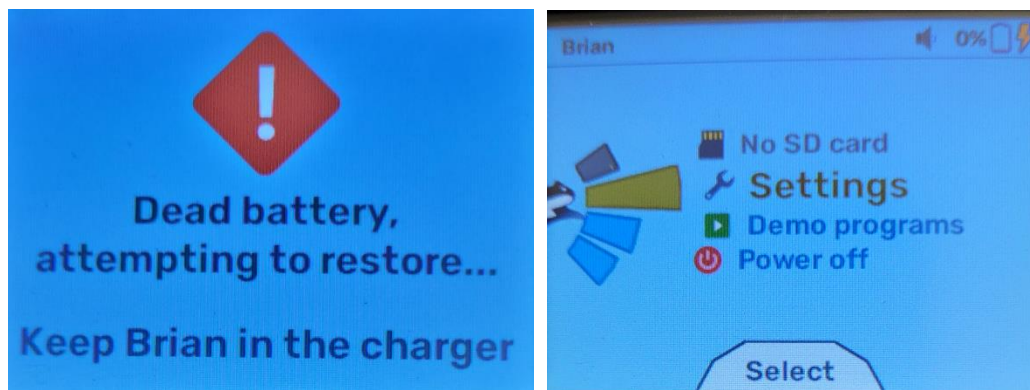 Dead battery,
attempting to restore...
Keep Brian in the charger
Brian
0%
No SD card
Settings
Demo programs
Power off
Select